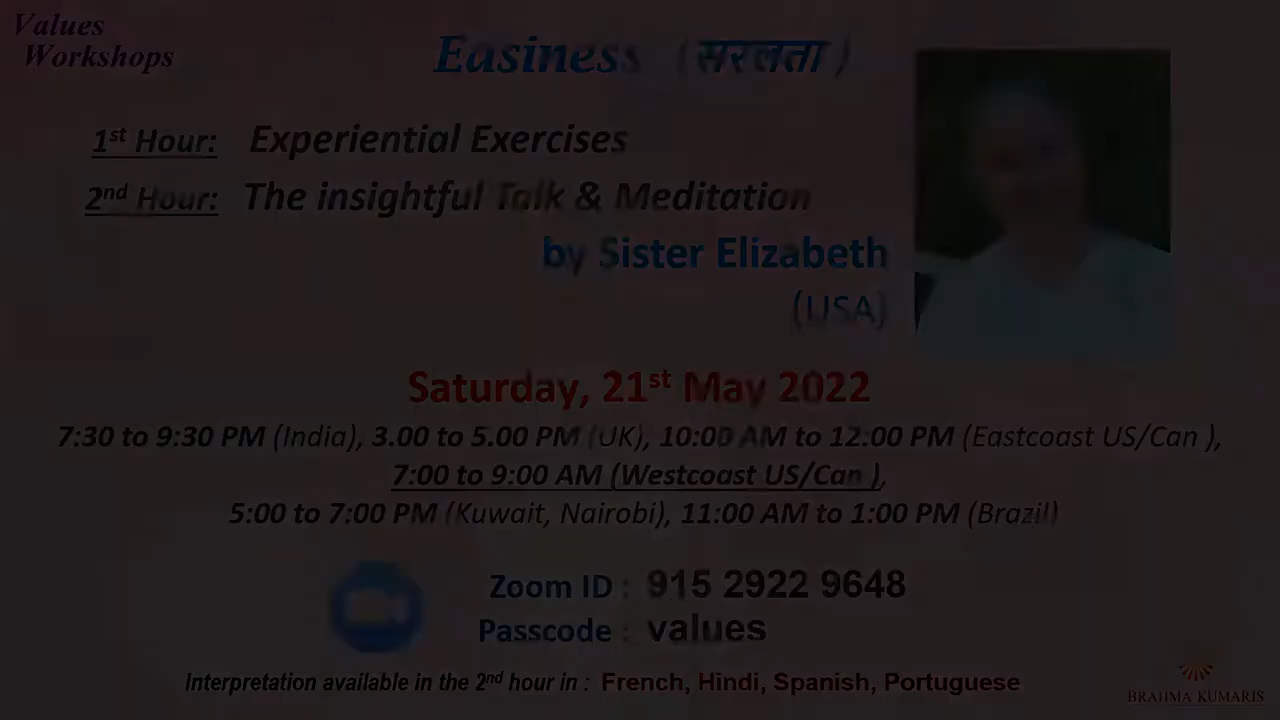 Values
Workshops
Easiness (सरलता)
1st Hour: Experiential Exercises
2nd Hour: The insightful Talk & Meditation
by Sister Elizabeth
(USA)
Saturday, 21st May 2022
7:30 to 9:30 PM (India), 3.00 to 5.00 PM (UK), 10:00 AM to 12:00 PM (Eastcoast US/Can ),
7:00 to 9:00 AM (Westcoast US/Can ),
5:00 to 7:00 PM (Kuwait, Nairobi), 11:00 AM to 1:00 PM (Brazil)
Zoom ID : 915 2922 9648
Passcode : values
Interpretation available in the 2nd hour in : French, Hindi, Spanish, Portuguese
BRAHMA KUMARIS